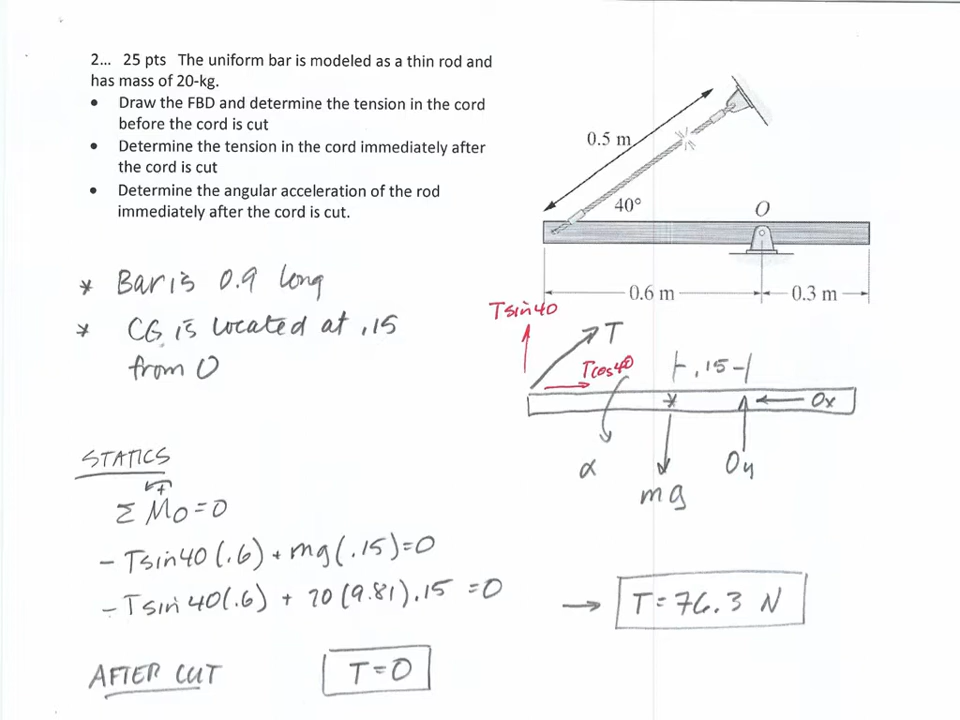 2... 25 pts The uniform bar is modeled as a thin rod and
has mass of 20-kg.
• Draw the FBD and determine the tension in the cord
before the cord is cut
• Determine the tension in the cord immediately after
the cord is cut
• Determine the angular acceleration of the rod
immediately after the cord is cut.
0.5 m
40°
O
0.6 m
0.3 m
* Bar is 0.9 long
* CG is located at .15
from O
Tsin40
T
Tcos40
.15
Ox
α
mg
Oy
STATICS
+
Σ MO=0
- Tsin40(.6) + mg(.15)=0
- Tsin40(.6) + 20(9.81).15 =0
→ T=76.3 N
AFTER CUT
T=0